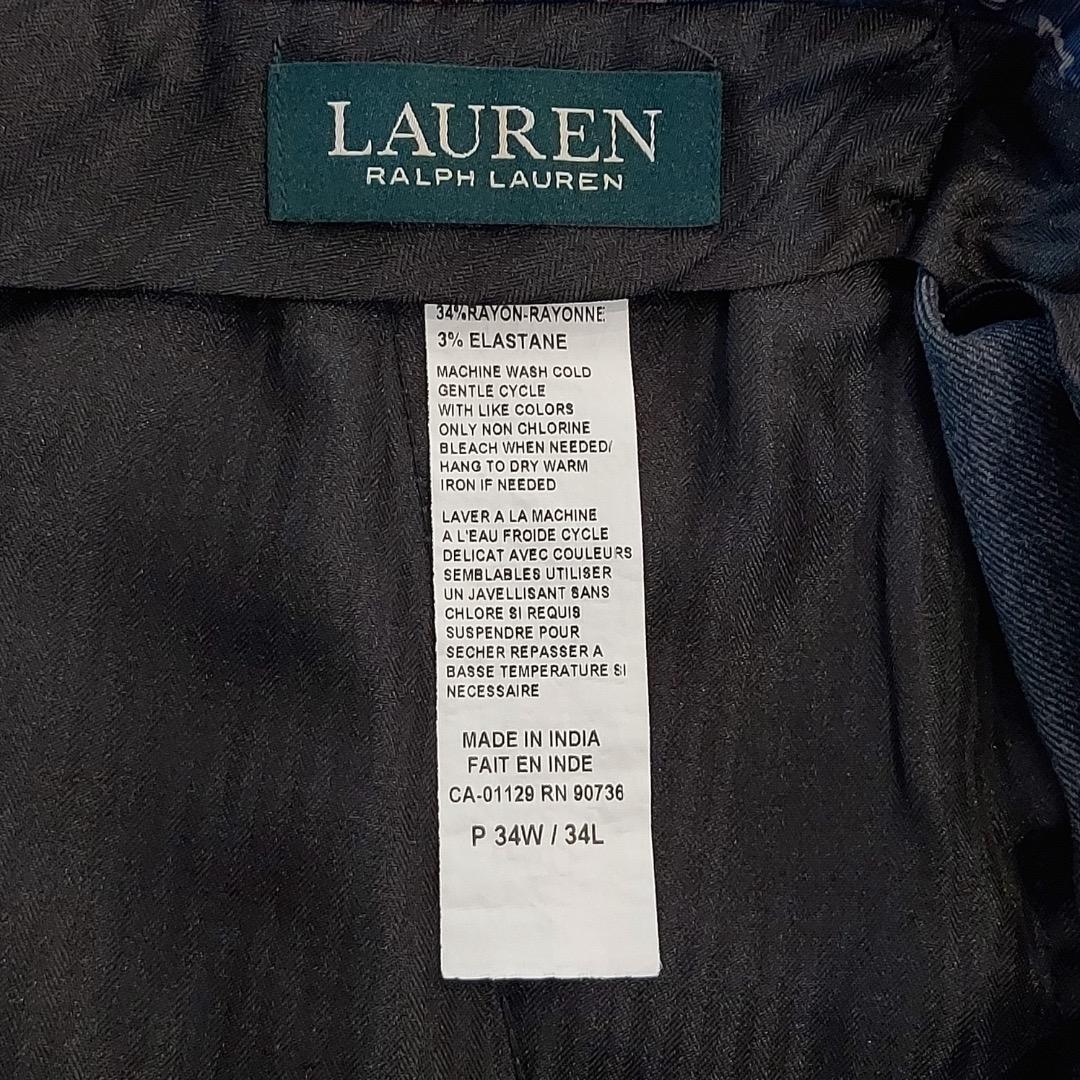 LAUREN
RALPH LAUREN
34% RAYON-RAYONNE
3% ELASTANE
MACHINE WASH COLD
GENTLE CYCLE
WITH LIKE COLORS
ONLY NON CHLORINE
BLEACH WHEN NEEDED/
HANG TO DRY WARM
IRON IF NEEDED
LAVER A LA MACHINE
A L'EAU FROIDE CYCLE
DELICAT AVEC COULEURS
SEMBLABLES UTILISER
UN JAVELLISANT SANS
CHLORE SI REQUIS
SUSPENDRE POUR
SECHER REPASSER A
BASSE TEMPERATURE SI
NECESSAIRE
MADE IN INDIA
FAIT EN INDE
CA-01129 RN 90736
P 34W / 34L